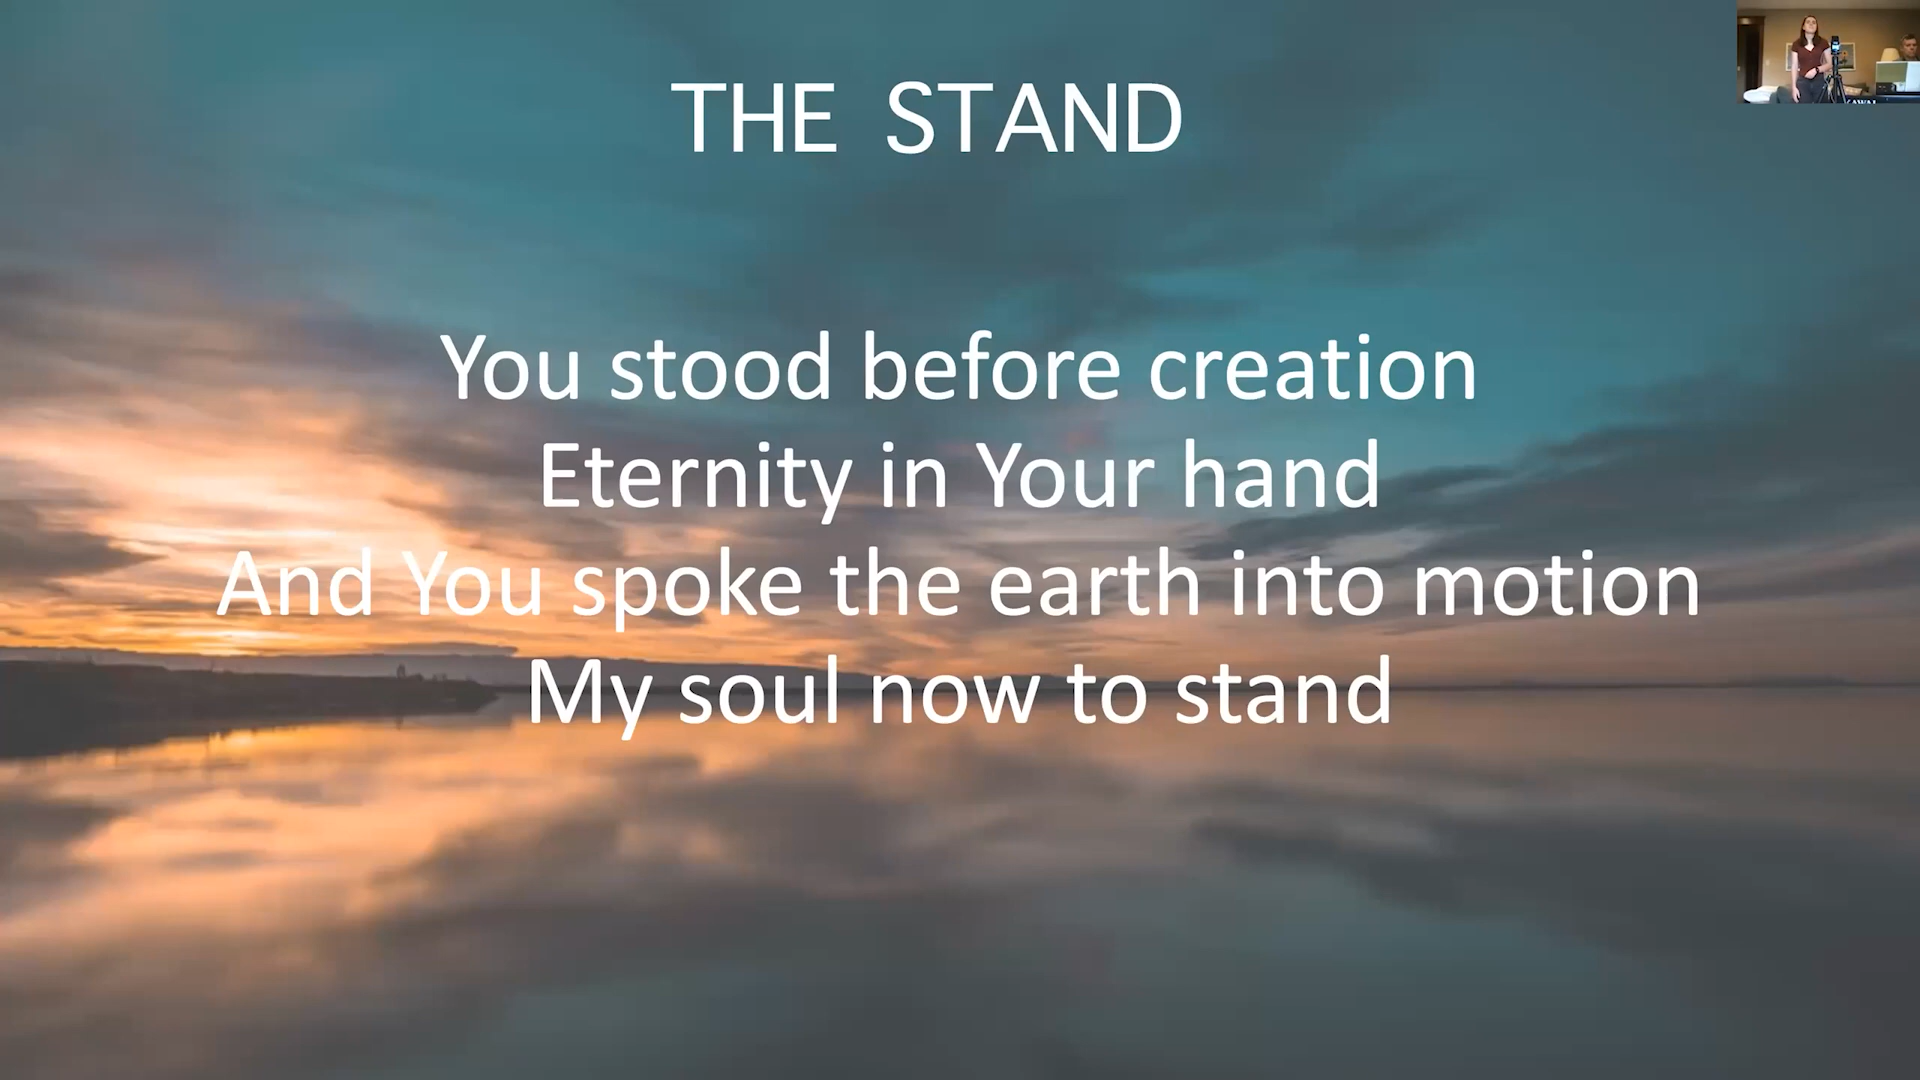 THE STAND
You stood before creation
Eternity in Your hand
And You spoke the earth into motion
My soul now to stand
KAWAI